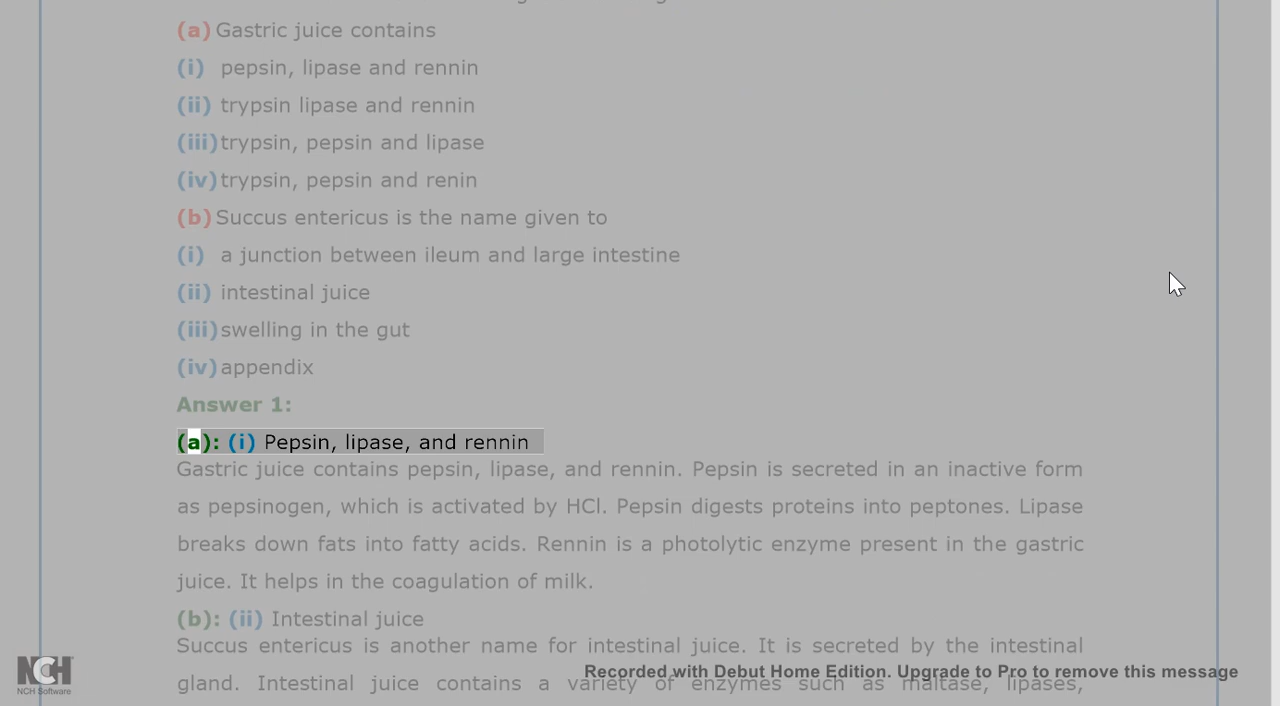 (a) Gastric juice contains
(i) pepsin, lipase and rennin
(ii) trypsin lipase and rennin
(iii) trypsin, pepsin and lipase
(iv) trypsin, pepsin and renin
(b) Succus entericus is the name given to
(i) a junction between ileum and large intestine
(ii) intestinal juice
(iii) swelling in the gut
(iv) appendix
Answer 1:
(a): (i) Pepsin, lipase, and rennin
Gastric juice contains pepsin, lipase, and rennin. Pepsin is secreted in an inactive form
as pepsinogen, which is activated by HCl. Pepsin digests proteins into peptones. Lipase
breaks down fats into fatty acids. Rennin is a photolytic enzyme present in the gastric
juice. It helps in the coagulation of milk.
(b): (ii) Intestinal juice
Succus entericus is another name for intestinal juice. It is secreted by the intestinal
gland. Intestinal juice contains a variety of enzymes such as maltase, lipases,
Recorded with Debut Home Edition. Upgrade to Pro to remove this message
NCH
NCH Software